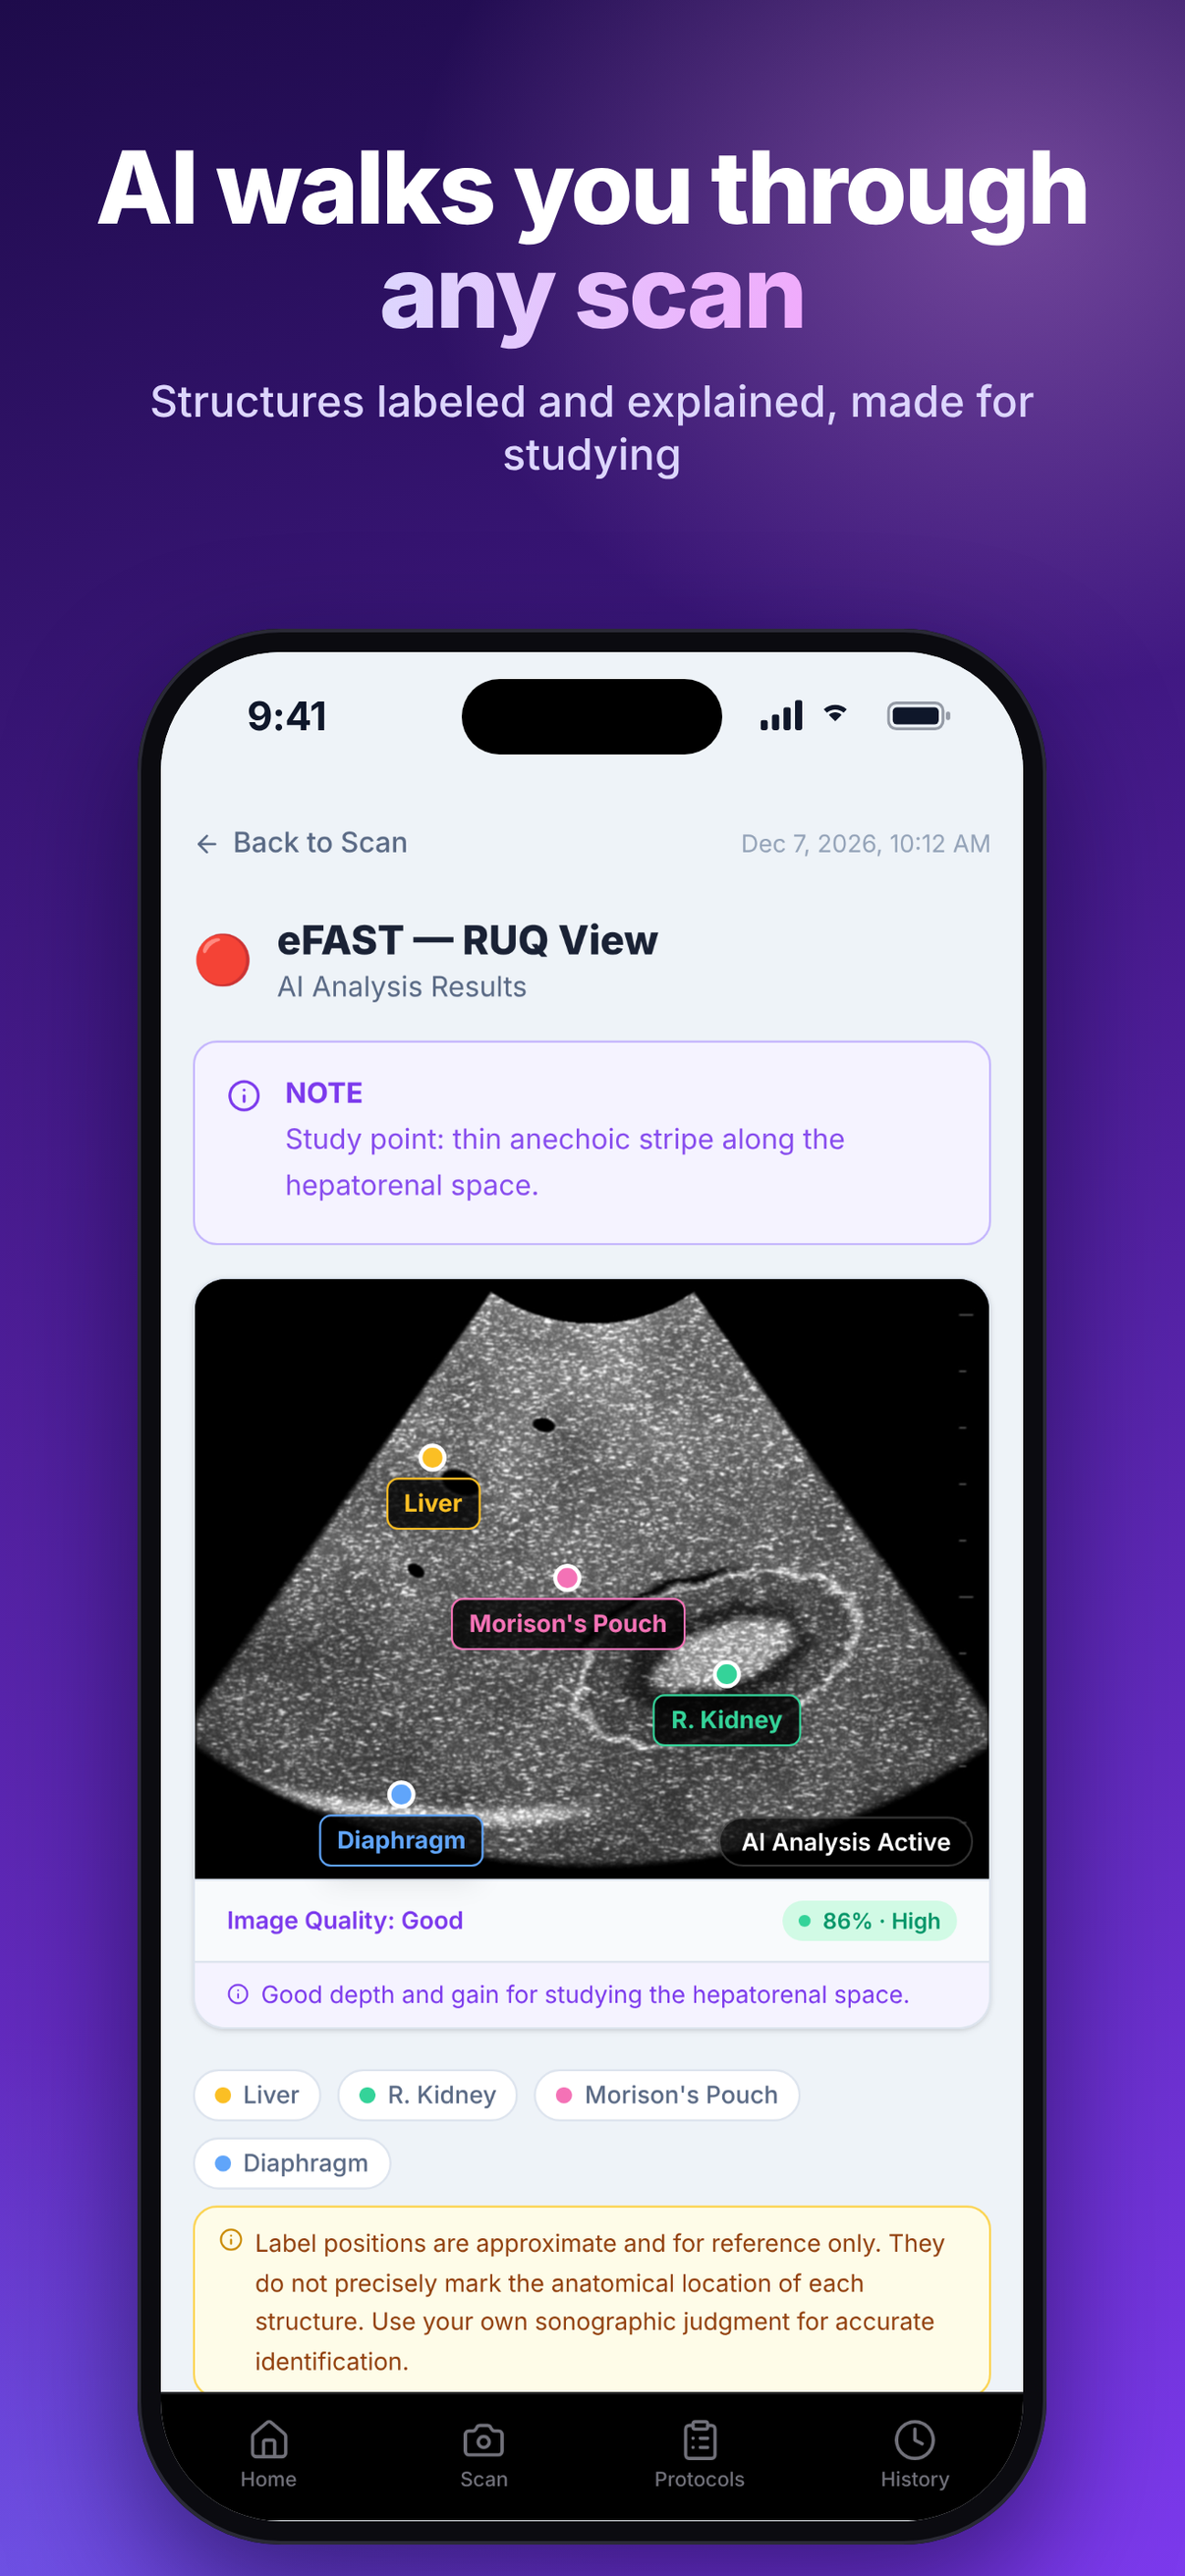 AI walks you through
any scan
Structures labeled and explained, made for
studying
9:41
Back to Scan
Dec 7, 2026, 10:12 AM
eFAST — RUQ View
AI Analysis Results
NOTE
Study point: thin anechoic stripe along the
hepatorenal space.
Liver
Morison's Pouch
R. Kidney
Diaphragm
AI Analysis Active
Image Quality: Good
86% · High
Good depth and gain for studying the hepatorenal space.
Liver
R. Kidney
Morison's Pouch
Diaphragm
Label positions are approximate and for reference only. They
do not precisely mark the anatomical location of each
structure. Use your own sonographic judgment for accurate
identification.
Home
Scan
Protocols
History